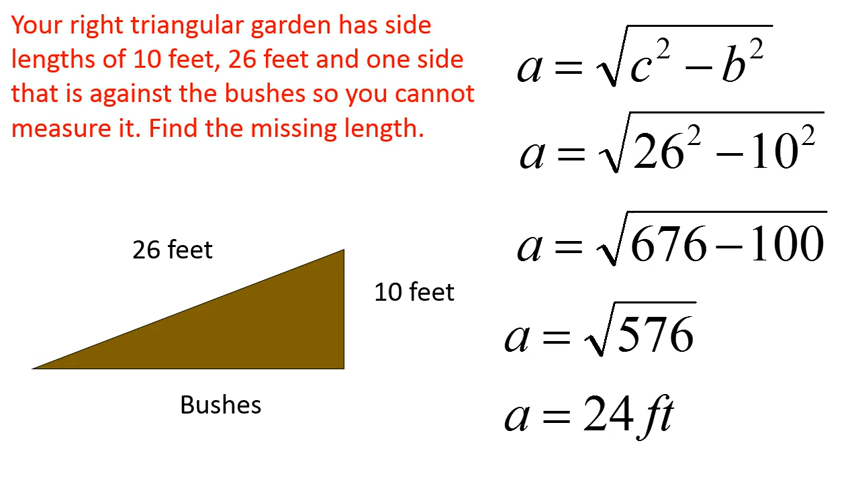 Your right triangular garden has side
lengths of 10 feet, 26 feet and one side
that is against the bushes so you cannot
measure it. Find the missing length.
26 feet
10 feet
Bushes
a = √(c² − b²)
a = √(26² − 10²)
a = √(676 − 100)
a = √576
a = 24 ft